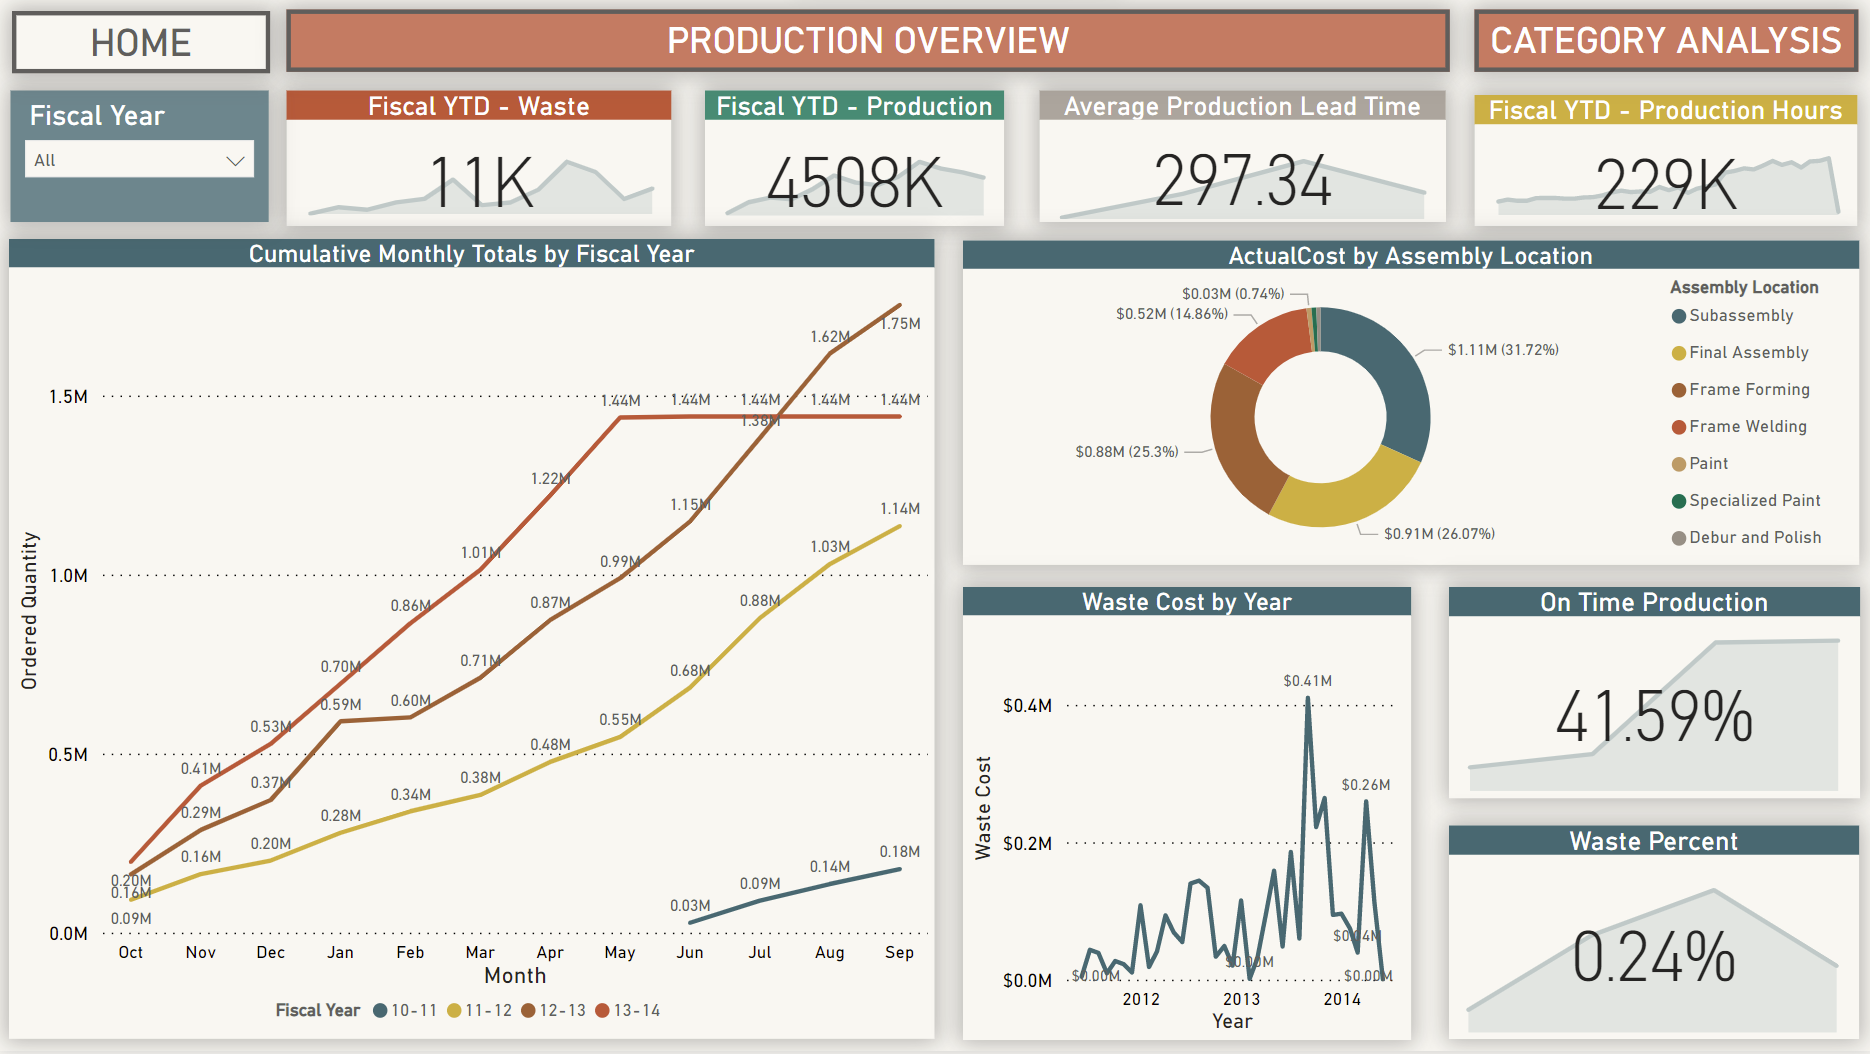 HOME
PRODUCTION OVERVIEW
CATEGORY ANALYSIS
Fiscal Year
All
Fiscal YTD - Waste
11K
Fiscal YTD - Production
4508K
Average Production Lead Time
297.34
Fiscal YTD - Production Hours
229K
Cumulative Monthly Totals by Fiscal Year
Ordered Quantity
1.5M
1.0M
0.5M
0.0M
0.20M
0.41M
0.53M
0.70M
0.86M
1.01M
1.22M
1.44M
1.44M
1.44M
1.44M
1.44M
0.16M
0.29M
0.37M
0.59M
0.60M
0.71M
0.87M
0.99M
1.15M
1.38M
1.62M
1.75M
0.09M
0.16M
0.20M
0.28M
0.34M
0.38M
0.48M
0.55M
0.68M
0.88M
1.03M
1.14M
0.03M
0.09M
0.14M
0.18M
Oct Nov Dec Jan Feb Mar Apr May Jun Jul Aug Sep
Month
Fiscal Year 10-11 11-12 12-13 13-14
ActualCost by Assembly Location
$0.03M (0.74%)
$0.52M (14.86%)
$1.11M (31.72%)
$0.88M (25.3%)
$0.91M (26.07%)
Assembly Location
Subassembly
Final Assembly
Frame Forming
Frame Welding
Paint
Specialized Paint
Debur and Polish
Waste Cost by Year
Waste Cost
$0.4M
$0.2M
$0.0M
$0.41M
$0.26M
$0.04M
$0.00M
$0.00M
$0.00M
2012 2013 2014
Year
On Time Production
41.59%
Waste Percent
0.24%